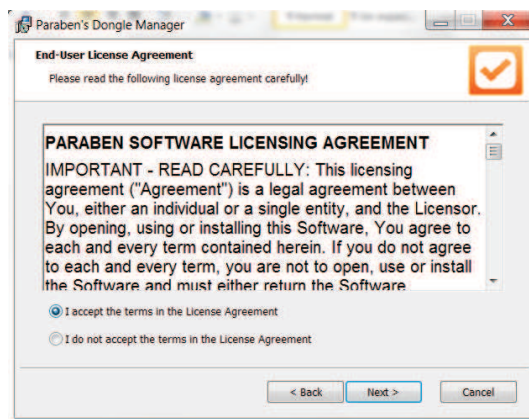 Paraben's Dongle Manager
End-User License Agreement
Please read the following license agreement carefully!
PARABEN SOFTWARE LICENSING AGREEMENT
IMPORTANT - READ CAREFULLY: This licensing
agreement ("Agreement") is a legal agreement between
You, either an individual or a single entity, and the Licensor.
By opening, using or installing this Software, You agree to
each and every term contained herein. If you do not agree
to each and every term, you are not to open, use or install
the Software and must either return the Software
I accept the terms in the License Agreement
I do not accept the terms in the License Agreement
< Back Next > Cancel